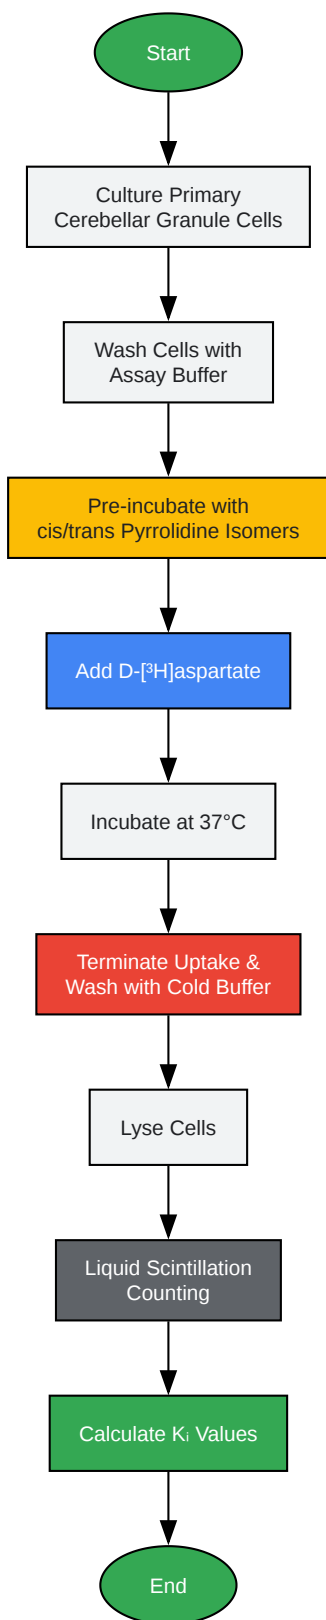 Start
Culture Primary
Cerebellar Granule Cells
Wash Cells with
Assay Buffer
Pre-incubate with
cis/trans Pyrrolidine Isomers
Add D-[³H]aspartate
Incubate at 37°C
Terminate Uptake &
Wash with Cold Buffer
Lyse Cells
Liquid Scintillation
Counting
Calculate Kᵢ Values
End